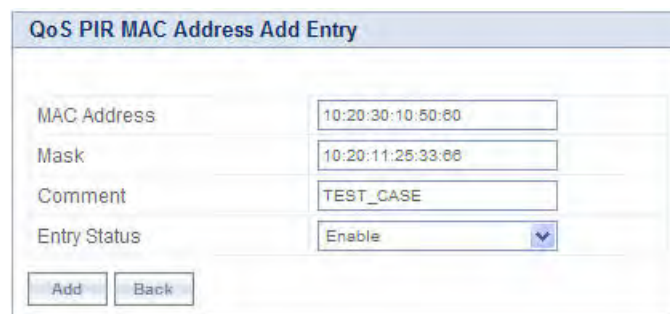 QoS PIR MAC Address Add Entry
MAC Address 10:20:30:10:50:60
Mask 10:20:11:25:33:66
Comment TEST_CASE
Entry Status Enable
Add Back